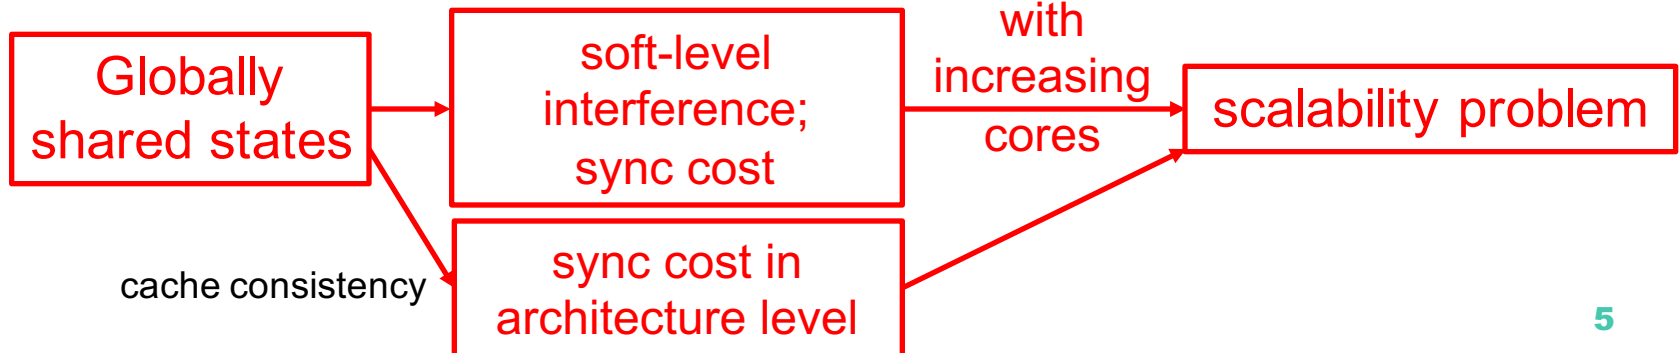 Globally
shared states
soft-level
interference;
sync cost
with
increasing
cores
scalability problem
cache consistency
sync cost in
architecture level
5